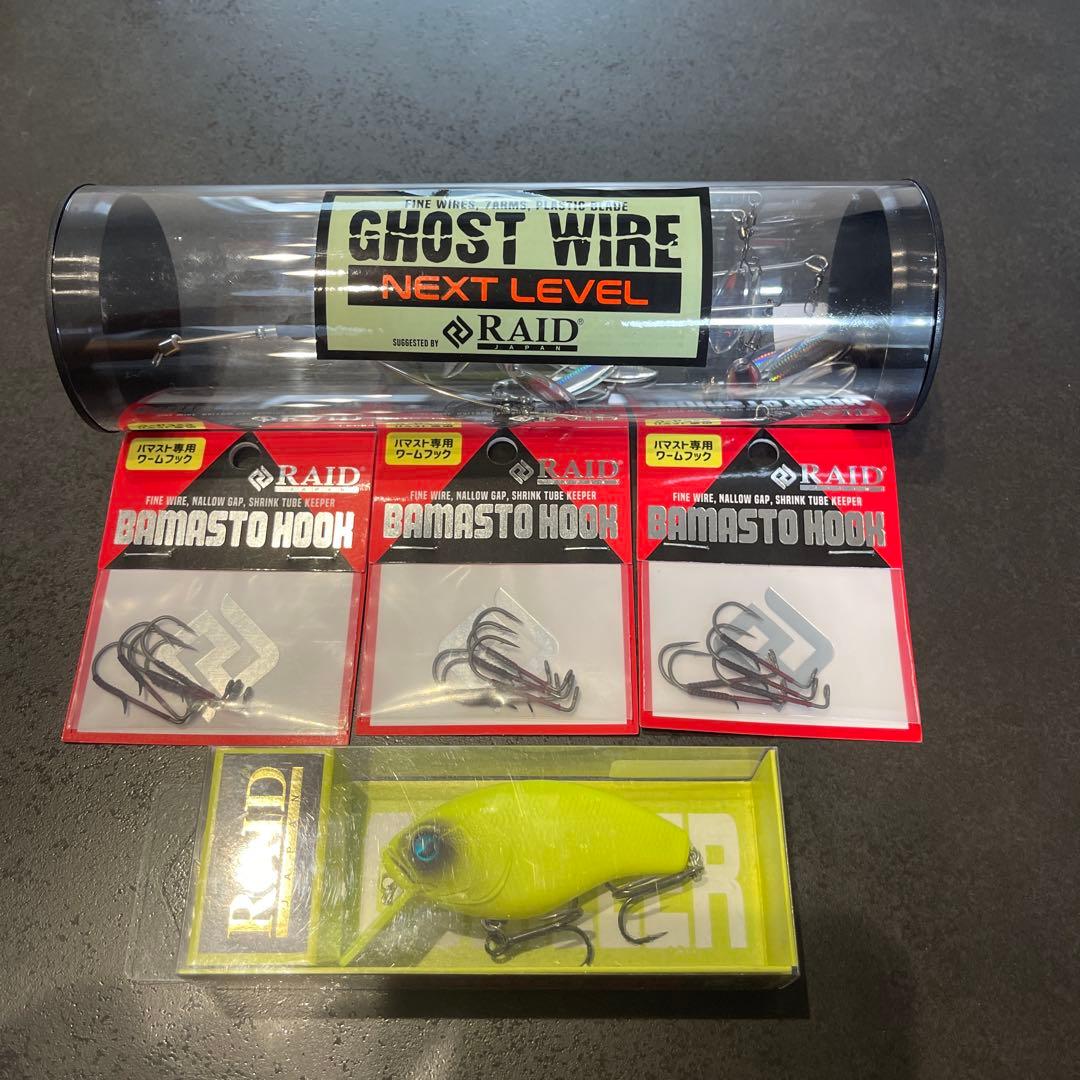 FINE WIRES, 7ARMS, PLASTIC BLADE
GHOST WIRE
NEXT LEVEL
SUGGESTED BY RAID®
JAPAN
バマスト専用
ワームフック
RAID®
JAPAN
FINE WIRE, NALLOW GAP, SHRINK TUBE KEEPER
BAMASTO HOOK
バマスト専用
ワームフック
RAID®
JAPAN
FINE WIRE, NALLOW GAP, SHRINK TUBE KEEPER
BAMASTO HOOK
バマスト専用
ワームフック
RAID®
JAPAN
FINE WIRE, NALLOW GAP, SHRINK TUBE KEEPER
BAMASTO HOOK
RAID
JAPAN